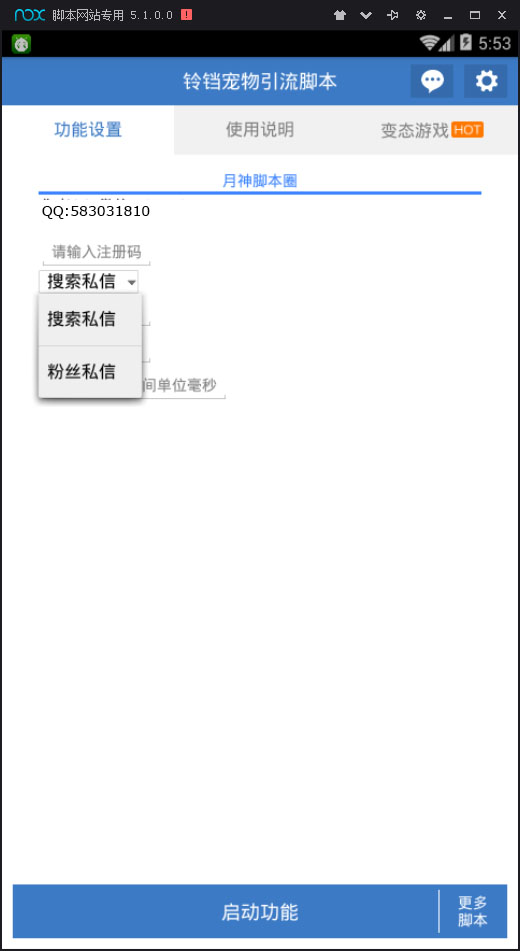 nox 脚本网站专用 5.1.0.0
5:53
铃铛宠物引流脚本
功能设置 使用说明 变态游戏 HOT
月神脚本圈
QQ:583031810
请输入注册码
搜索私信
搜索私信
粉丝私信
间单位毫秒
启动功能
更多
脚本